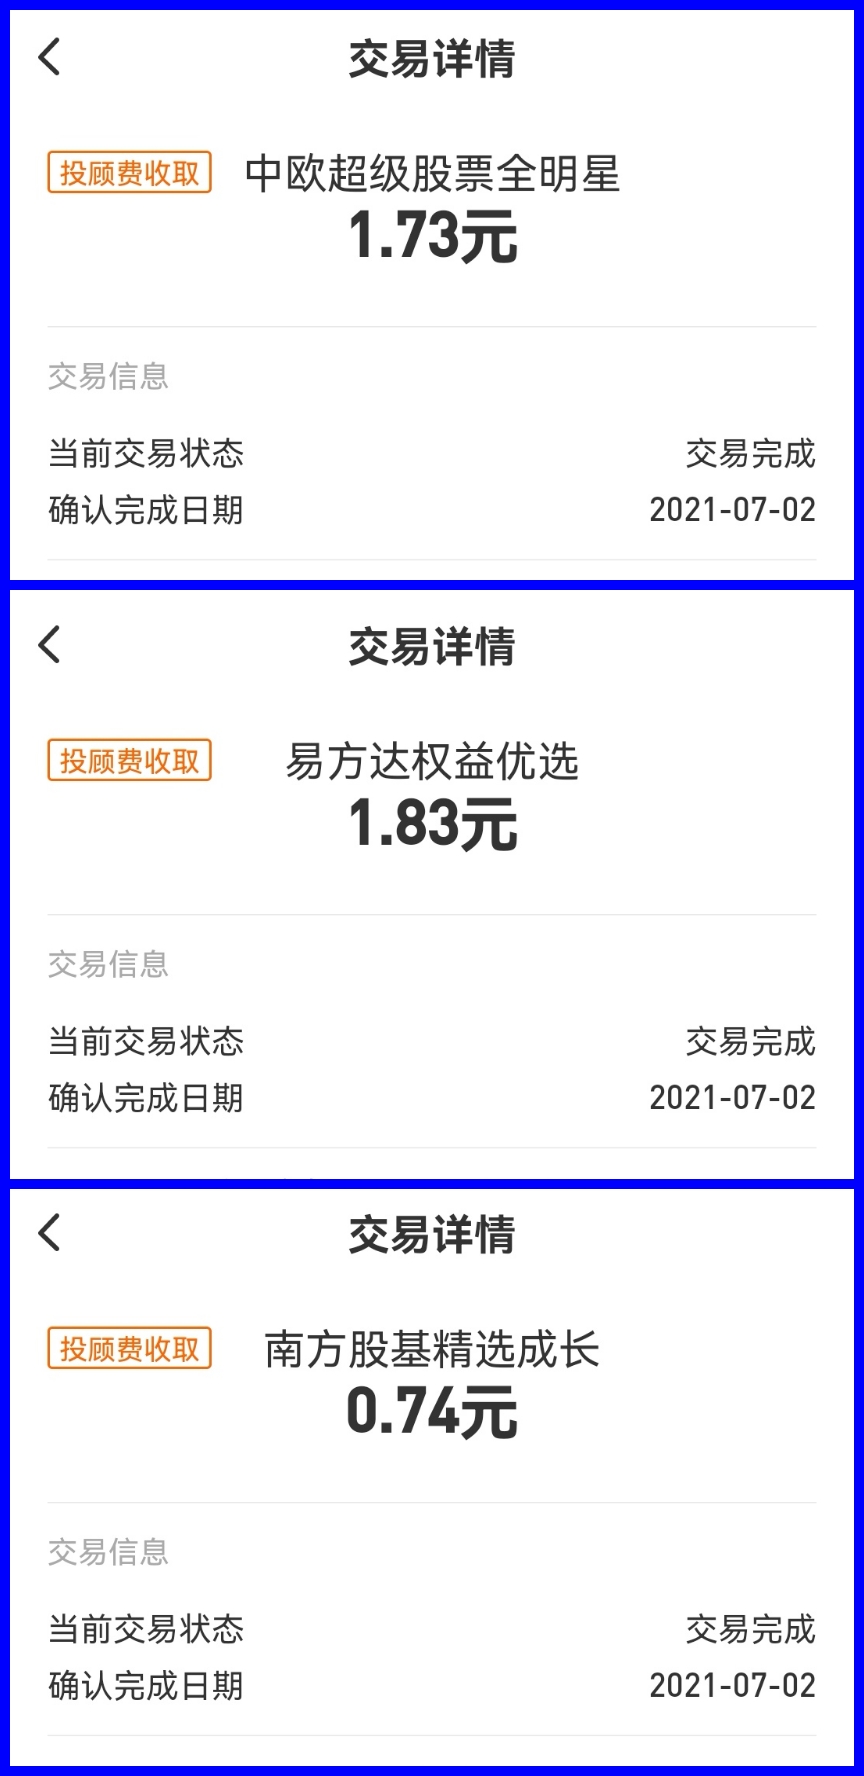 交易详情
投顾费收取 中欧超级股票全明星
1.73元
交易信息
当前交易状态 交易完成
确认完成日期 2021-07-02
交易详情
投顾费收取 易方达权益优选
1.83元
交易信息
当前交易状态 交易完成
确认完成日期 2021-07-02
交易详情
投顾费收取 南方股基精选成长
0.74元
交易信息
当前交易状态 交易完成
确认完成日期 2021-07-02